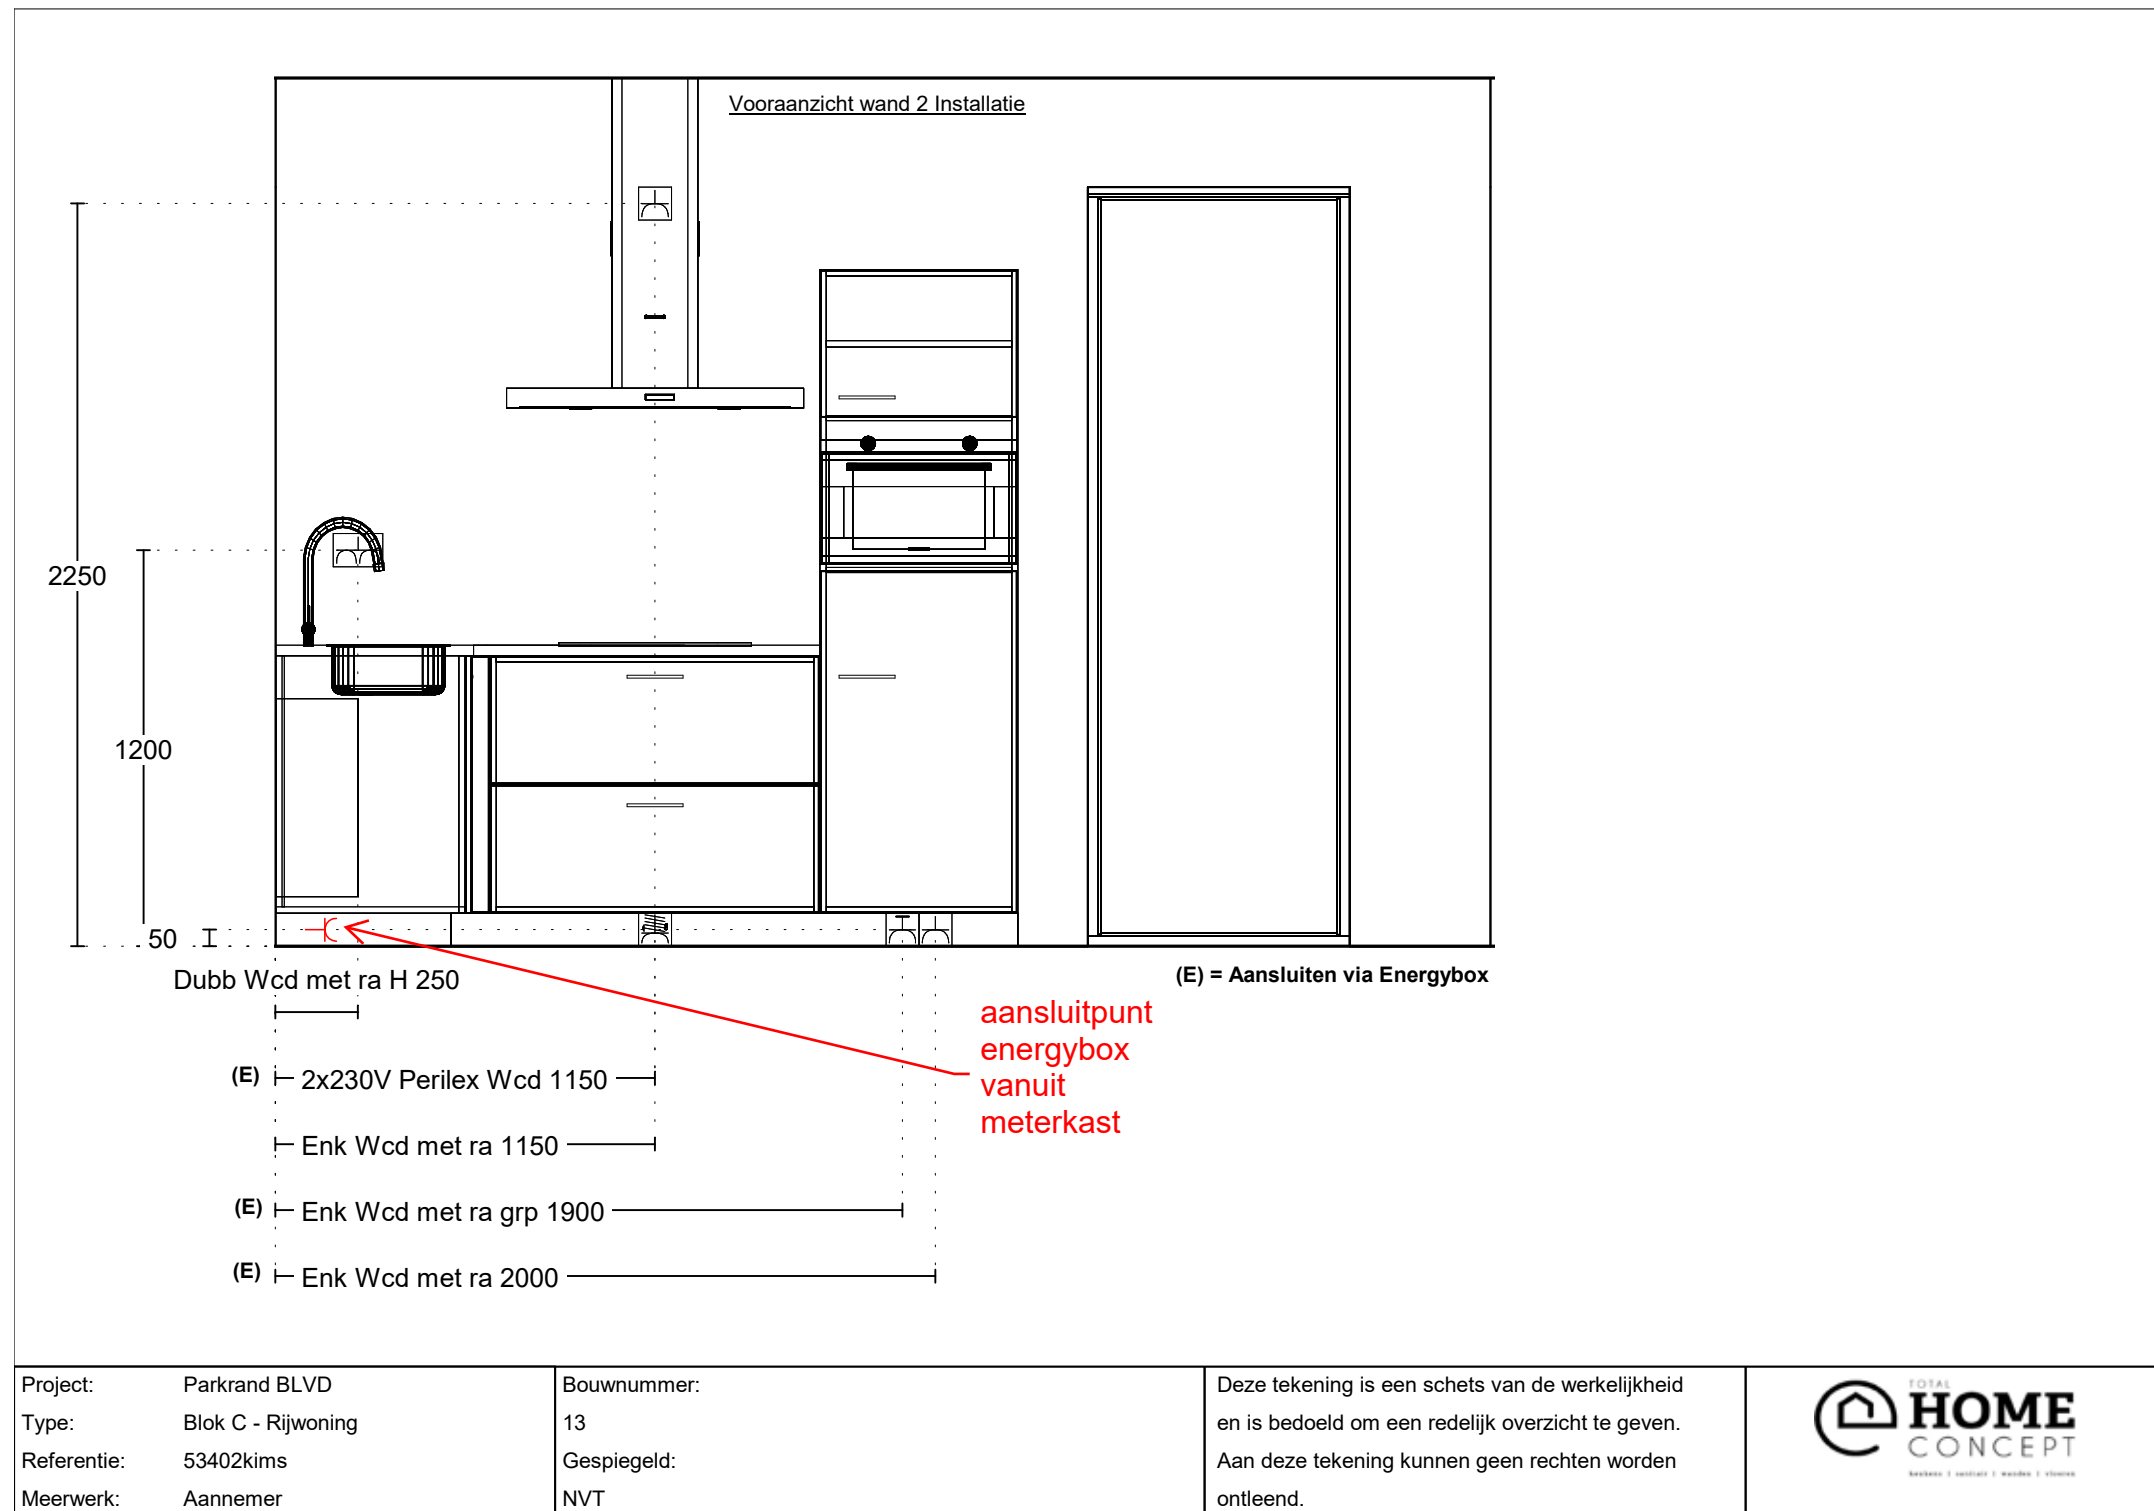 Vooraanzicht wand 2 Installatie
2250
1200
50
Dubb Wcd met ra H 250
(E) = Aansluiten via Energybox
aansluitpunt
energybox
vanuit
meterkast
(E) 2x230V Perilex Wcd 1150
Enk Wcd met ra 1150
(E) Enk Wcd met ra grp 1900
(E) Enk Wcd met ra 2000
Project: Parkrand BLVD
Type: Blok C - Rijwoning
Referentie: 53402kims
Meerwerk: Aannemer
Bouwnummer:
13
Gespiegeld:
NVT
Deze tekening is een schets van de werkelijkheid
en is bedoeld om een redelijk overzicht te geven.
Aan deze tekening kunnen geen rechten worden
ontleend.
TOTAL
HOME
CONCEPT
keukens | sanitair | wanden | vloeren